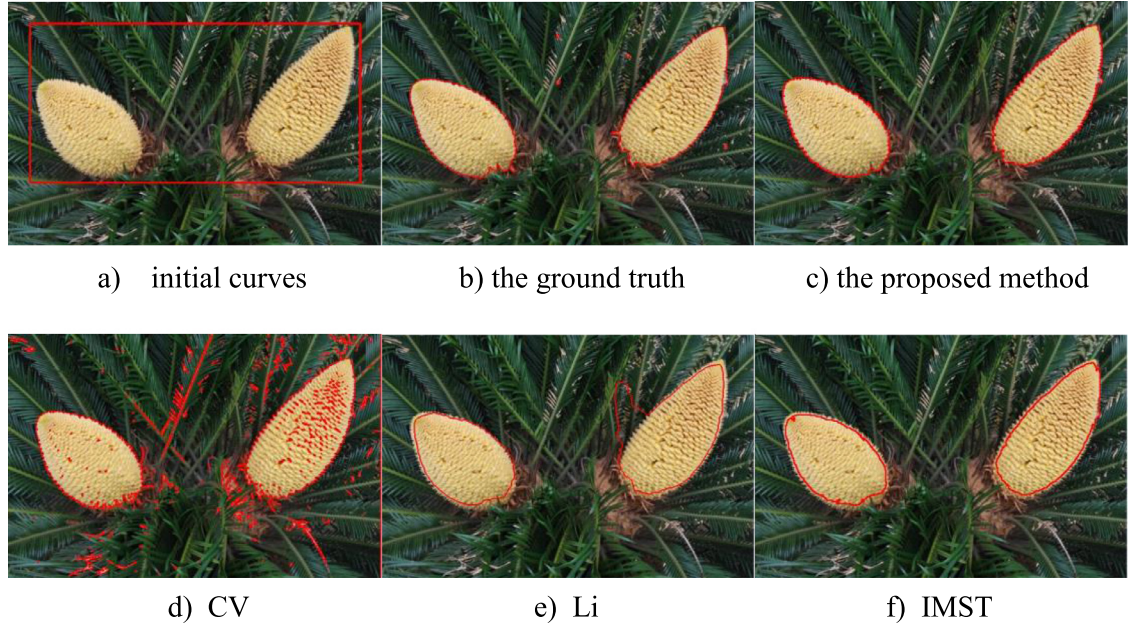 a) initial curves
b) the ground truth
c) the proposed method
d) CV
e) Li
f) IMST